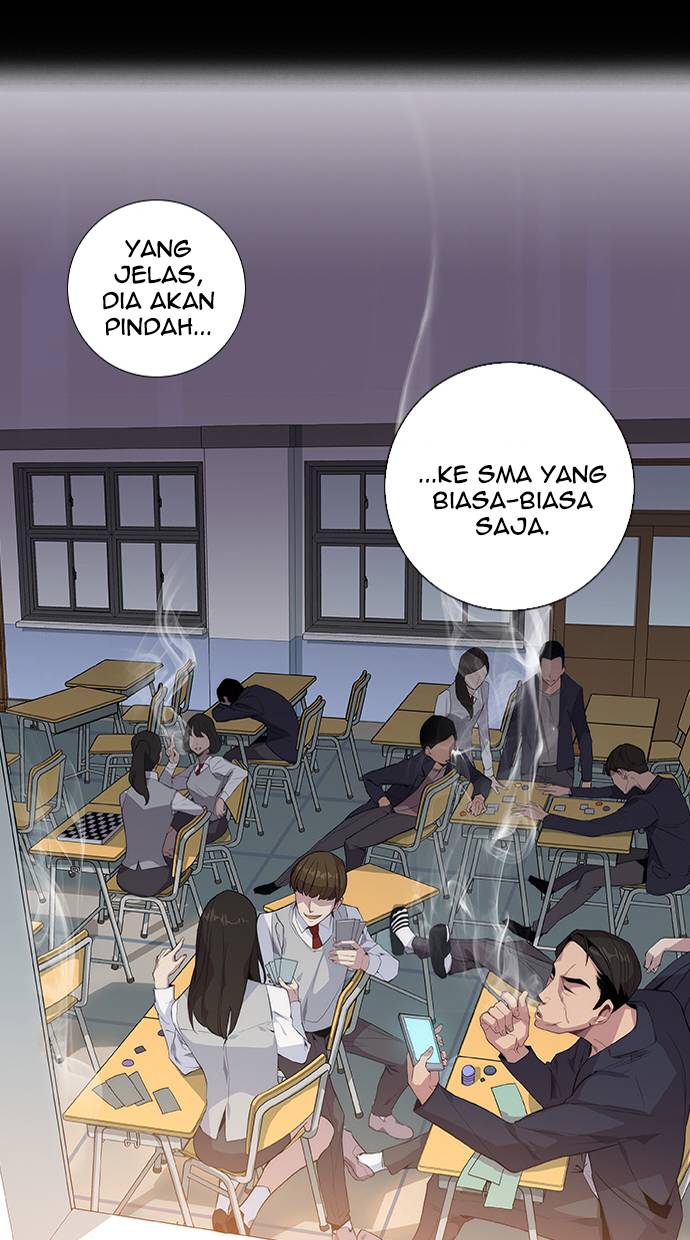 YANG
JELAS,
DIA AKAN
PINDAH...
...KE SMA YANG
BIASA-BIASA
SAJA.